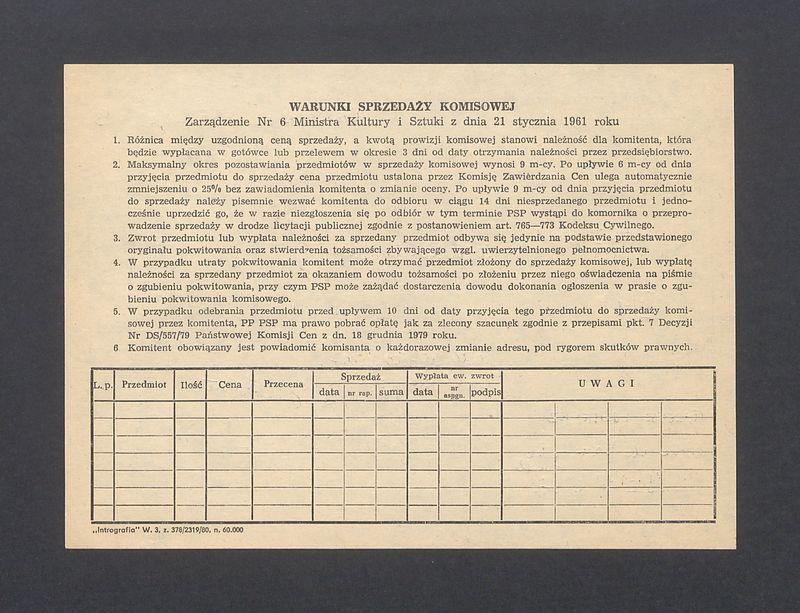 WARUNKI SPRZEDAŻY KOMISOWEJ
Zarządzenie Nr 6 Ministra Kultury i Sztuki z dnia 21 stycznia 1961 roku
1. Różnica między uzgodnioną ceną sprzedaży, a kwotą prowizji komisowej stanowi należność dla komitenta, która
będzie wypłacana w gotówce lub przelewem w okresie 3 dni od daty otrzymania należności przez przedsiębiorstwo.
2. Maksymalny okres pozostawiania przedmiotów w sprzedaży komisowej wynosi 9 m-cy. Po upływie 6 m-cy od dnia
przyjęcia przedmiotu do sprzedaży cena przedmiotu ustalona przez Komisję Zawierdzania Cen ulega automatycznie
zmniejszeniu o 25% bez zawiadomienia komitenta o zmianie oceny. Po upływie 9 m-cy od dnia przyjęcia przedmiotu
do sprzedaży należy pisemnie wezwać komitenta do odbioru w ciągu 14 dni niesprzedanego przedmiotu i jedno-
cześnie uprzedzić go, że w razie niezgłoszenia się po odbiór w tym terminie PSP wystąpi do komornika o przepro-
wadzenie sprzedaży w drodze licytacji publicznej zgodnie z postanowieniem art. 765—773 Kodeksu Cywilnego.
3. Zwrot przedmiotu lub wypłata należności za sprzedany przedmiot odbywa się jedynie na podstawie przedstawionego
oryginału pokwitowania oraz stwierdzenia tożsamości zbywającego wzgl. uwierzytelnionego pełnomocnictwa.
4. W przypadku utraty pokwitowania komitent może otrzymać przedmiot złożony do sprzedaży komisowej, lub wypłatę
należności za sprzedany przedmiot za okazaniem dowodu tożsamości po złożeniu przez niego oświadczenia na piśmie
o zgubieniu pokwitowania, przy czym PSP może zażądać dostarczenia dowodu dokonania ogłoszenia w prasie o zgu-
bieniu pokwitowania komisowego.
5. W przypadku odebrania przedmiotu przed upływem 10 dni od daty przyjęcia tego przedmiotu do sprzedaży komi-
sowej przez komitenta, PP PSP ma prawo pobrać opłatę jak za zlecony szacunek zgodnie z przepisami pkt. 7 Decyzji
Nr DS/557/79 Państwowej Komisji Cen z dn. 18 grudnia 1979 roku.
6 Komitent obowiązany jest powiadomić komisanta o każdorazowej zmianie adresu, pod rygorem skutków prawnych.
L. p. Przedmiot Ilość Cena Przecena Sprzedaż Wypłata ew. zwrot U W A G I
data nr rap. suma data nr aspgn. podpis
„Intrografia" W. 3, z. 378/2319/80, n. 60.000